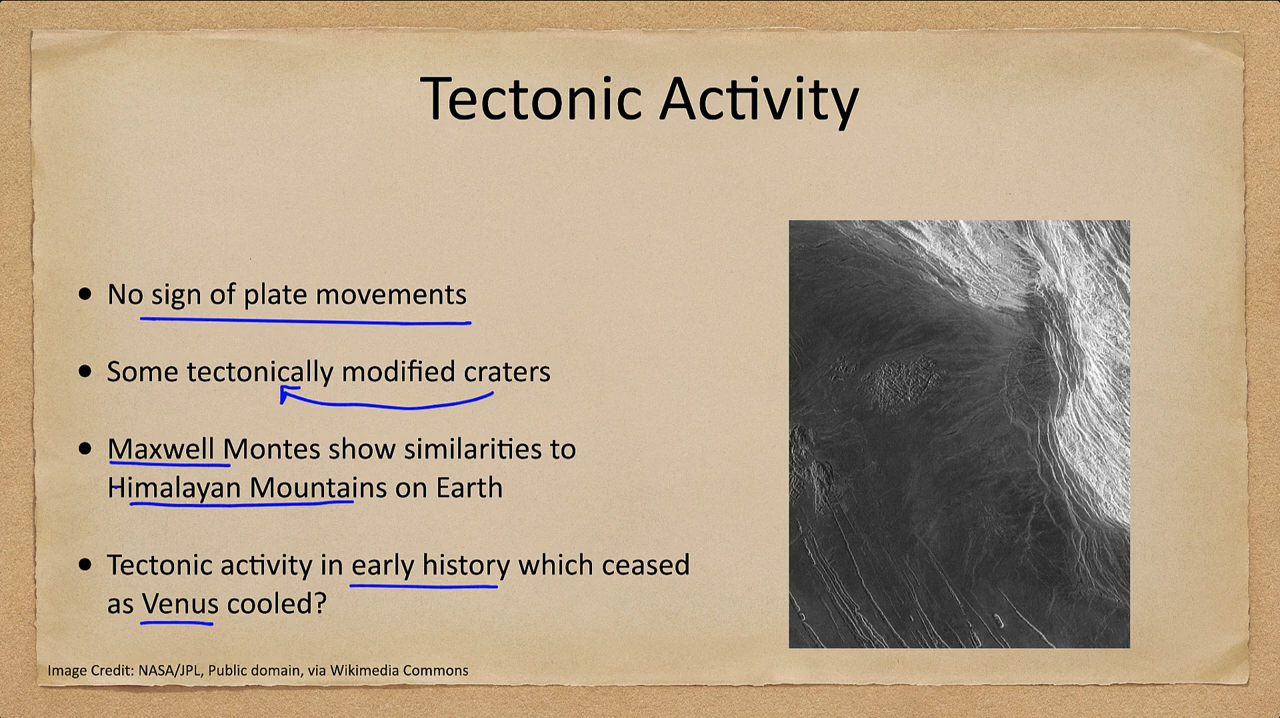 Tectonic Activity
• No sign of plate movements
• Some tectonically modified craters
• Maxwell Montes show similarities to
Himalayan Mountains on Earth
• Tectonic activity in early history which ceased
as Venus cooled?
Image Credit: NASA/JPL, Public domain, via Wikimedia Commons